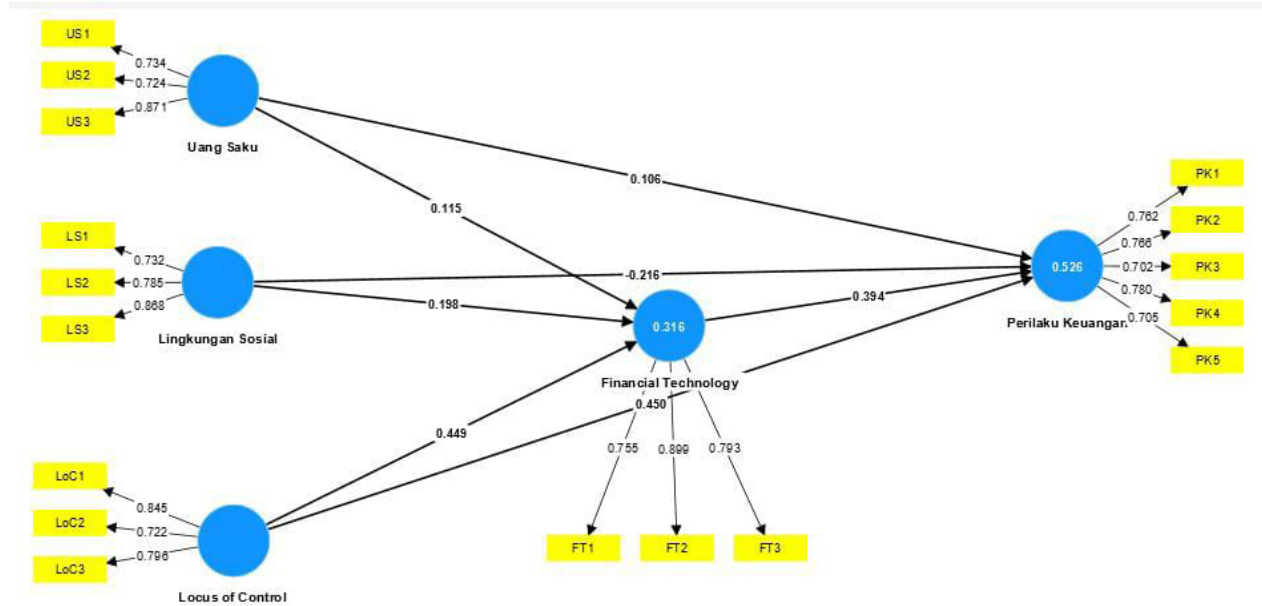 US1
0.734
US2
0.724
0.871
US3
Uang Saku
0.106
0.115
PK1
0.762
PK2
0.766
PK3
0.702
0.526
0.780
PK4
0.705
PK5
Perilaku Keuangan
LS1
0.732
LS2
0.785
0.868
LS3
Lingkungan Sosial
-0.216
0.198
0.394
0.316
Financial Technology
0.450
0.449
0.755
0.899
0.793
FT1
FT2
FT3
LoC1
0.845
LoC2
0.722
0.796
LoC3
Locus of Control